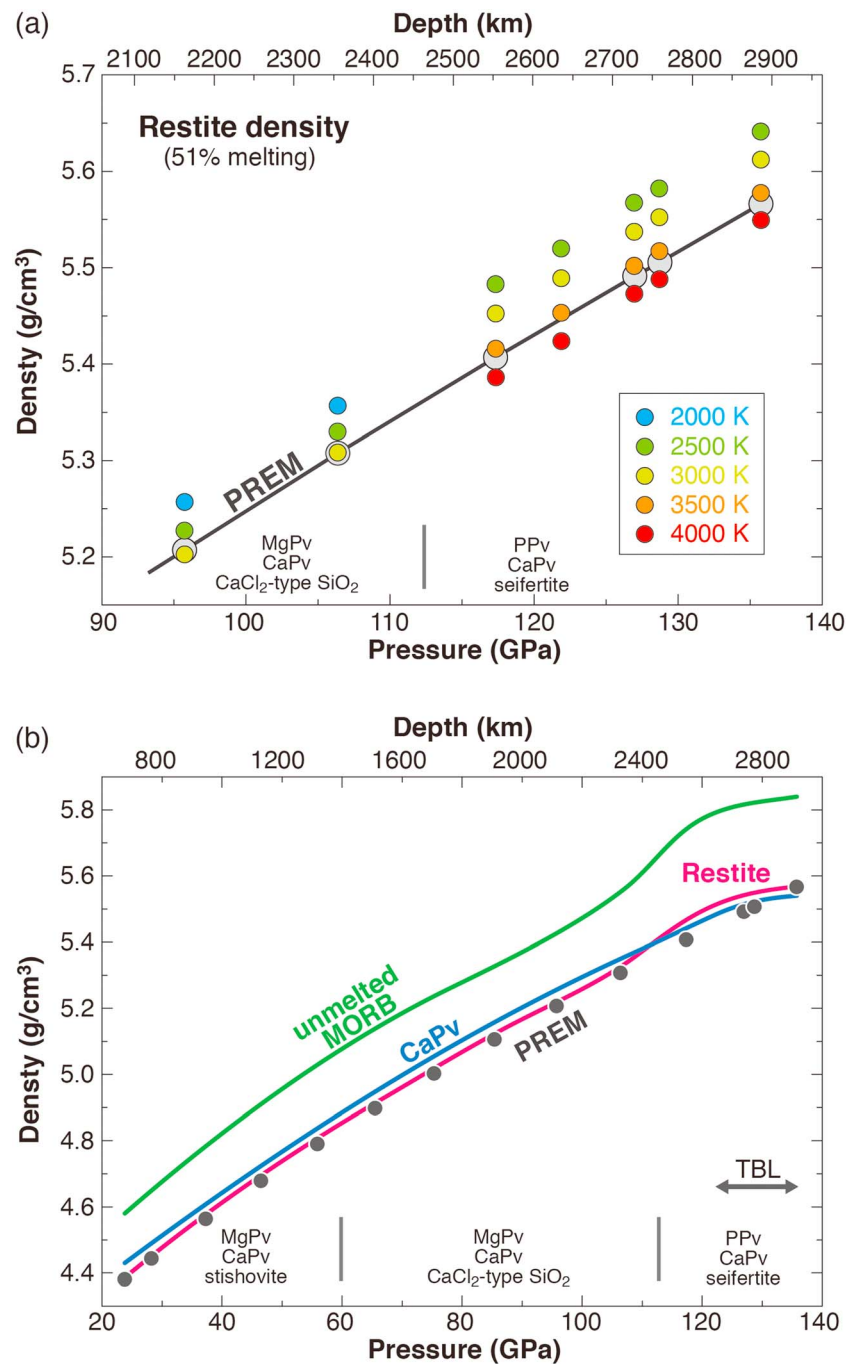 (a)
Depth (km)
2100 2200 2300 2400 2500 2600 2700 2800 2900
5.7
Restite density
(51% melting)
5.6
5.5
Densty (g/cm3)
5.4
2000 K
2500 K
3000 K
3500 K
4000 K
5.3
PREM
5.2
MgPv
CaPv
CaCl2-type SiO2
PPv
CaPv
seifertite
90 100 110 120 130 140
Pressure (GPa)
(b)
Depth (km)
800 1200 1600 2000 2400 2800
5.8
5.6
Restite
5.4
Densty (g/cm3)
unmelted
MORB
5.2
CaPv
PREM
5.0
4.8
TBL
4.6
MgPv
CaPv
stishovite
MgPv
CaPv
CaCl2-type SiO2
PPv
CaPv
seifertite
4.4
20 40 60 80 100 120 140
Pressure (GPa)